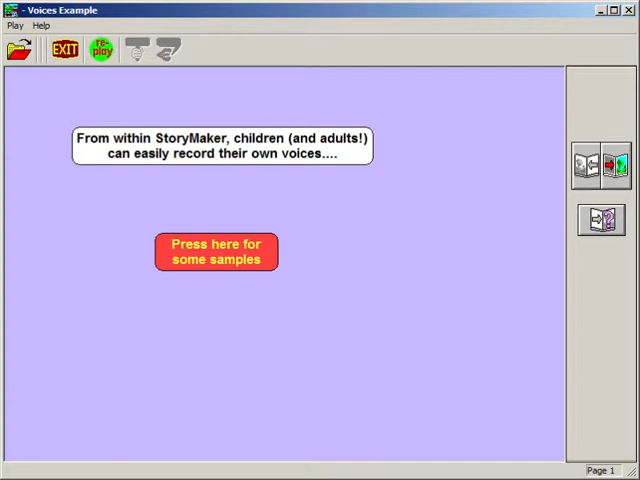 - Voices Example
Play Help
EXIT
re-
play
From within StoryMaker, children (and adults!)
can easily record their own voices....
Press here for
some samples
?
Page 1